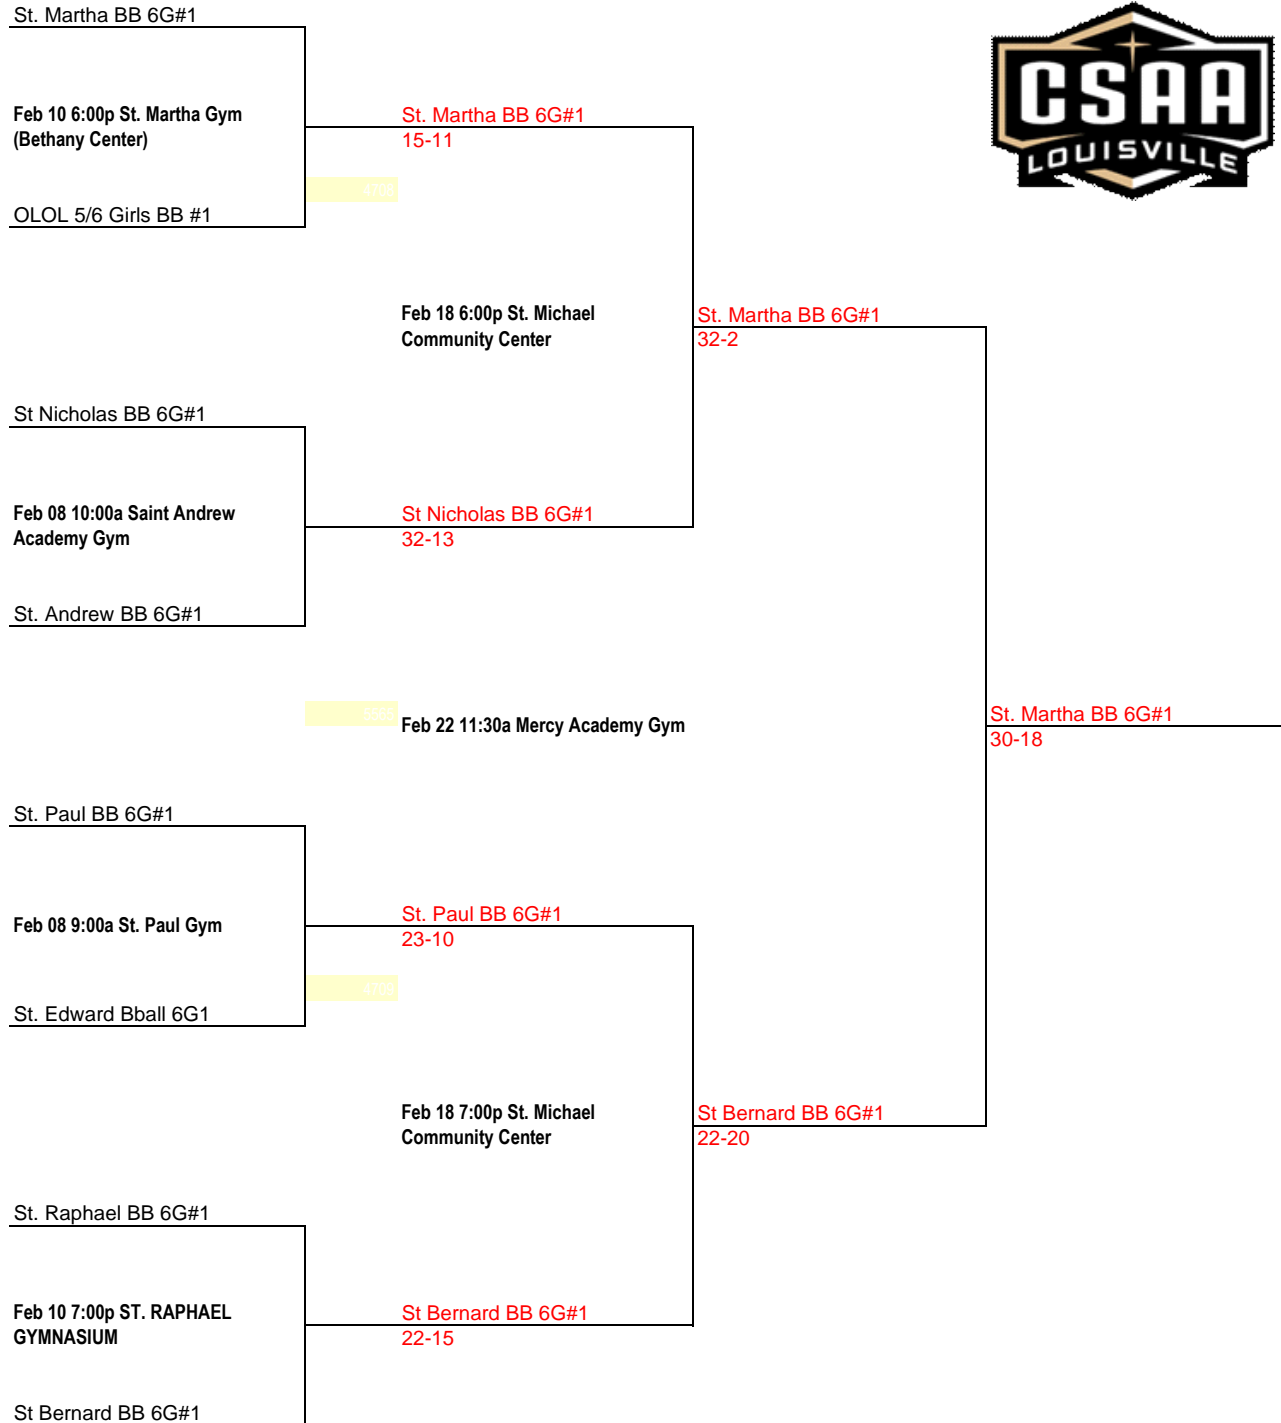 St. Martha BB 6G#1
CSAA
LOUISVILLE
Feb 10 6:00p St. Martha Gym
(Bethany Center)
St. Martha BB 6G#1
15-11
4708
OLOL 5/6 Girls BB #1
Feb 18 6:00p St. Michael
Community Center
St. Martha BB 6G#1
32-2
St Nicholas BB 6G#1
Feb 08 10:00a Saint Andrew
Academy Gym
St Nicholas BB 6G#1
32-13
St. Andrew BB 6G#1
Feb 22 11:30a Mercy Academy Gym
St. Martha BB 6G#1
30-18
St. Paul BB 6G#1
Feb 08 9:00a St. Paul Gym
St. Paul BB 6G#1
23-10
4709
St. Edward Bball 6G1
Feb 18 7:00p St. Michael
Community Center
St Bernard BB 6G#1
22-20
St. Raphael BB 6G#1
Feb 10 7:00p ST. RAPHAEL
GYMNASIUM
St Bernard BB 6G#1
22-15
St Bernard BB 6G#1